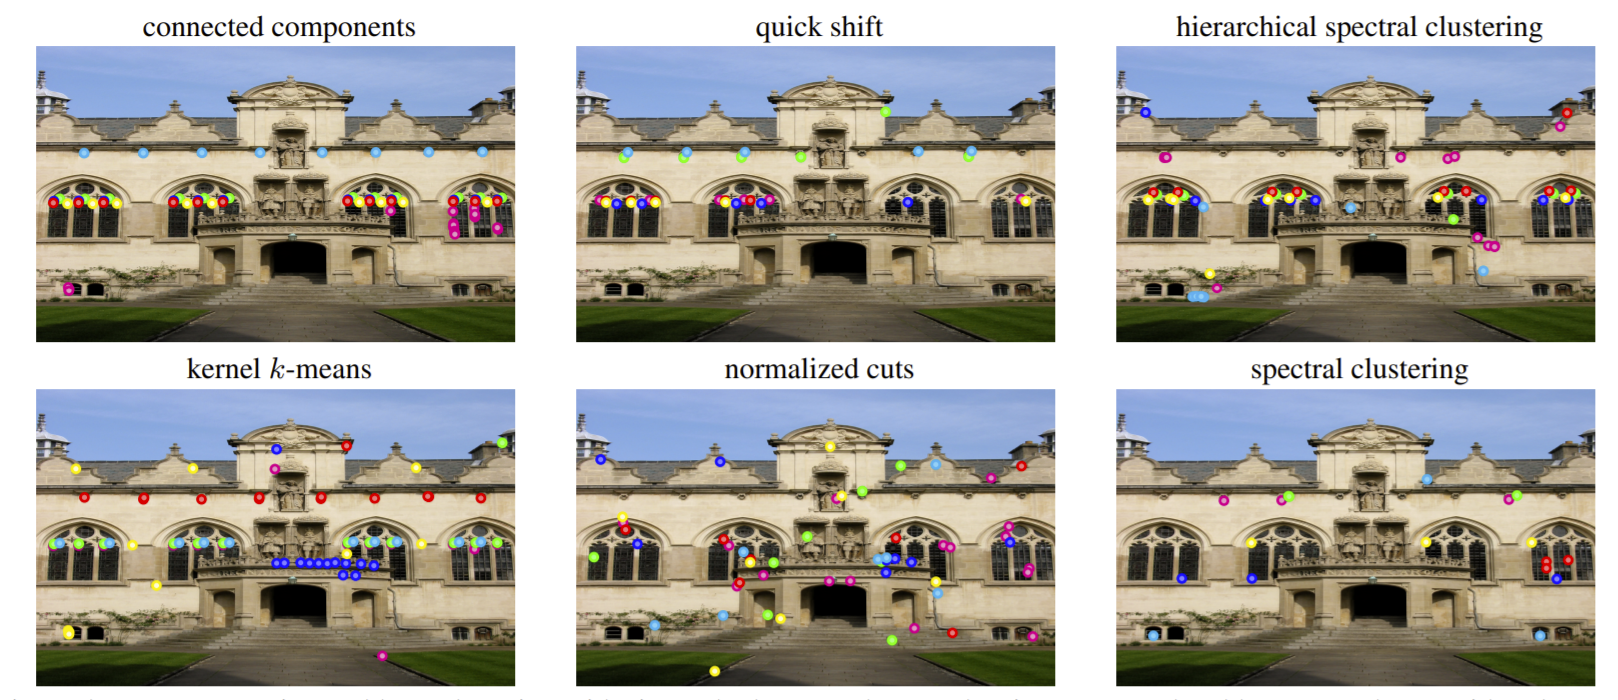 connected components
quick shift
hierarchical spectral clustering
kernel k-means
normalized cuts
spectral clustering